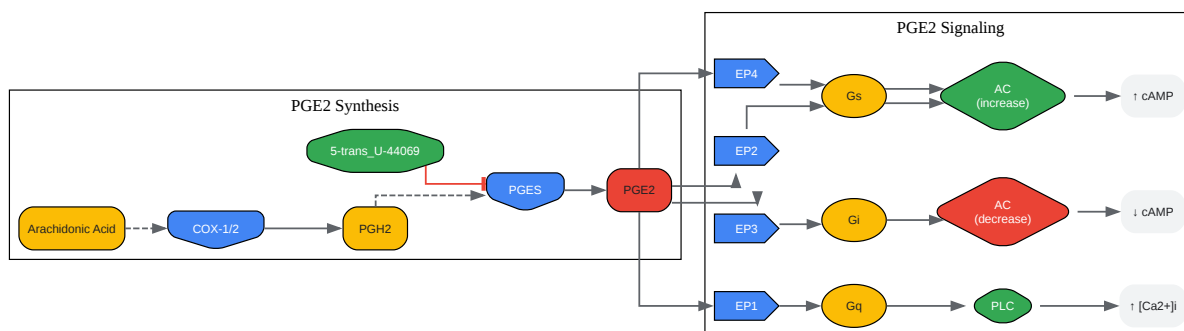 PGE2 Signaling
PGE2 Synthesis
EP4
Gs
AC
(increase)
↑ cAMP
5-trans_U-44069
EP2
PGES
PGE2
Arachidonic Acid
COX-1/2
PGH2
EP3
Gi
AC
(decrease)
↓ cAMP
EP1
Gq
PLC
↑ [Ca2+]i